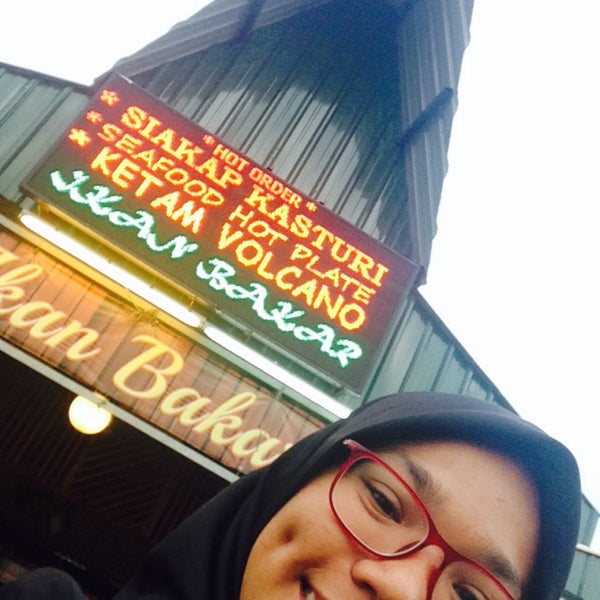 * HOT ORDER *
* SIAKAP KASTURI
* SEAFOOD HOT PLATE
* KETAM VOLCANO
IKAN BAKAR
Ikan Bakar